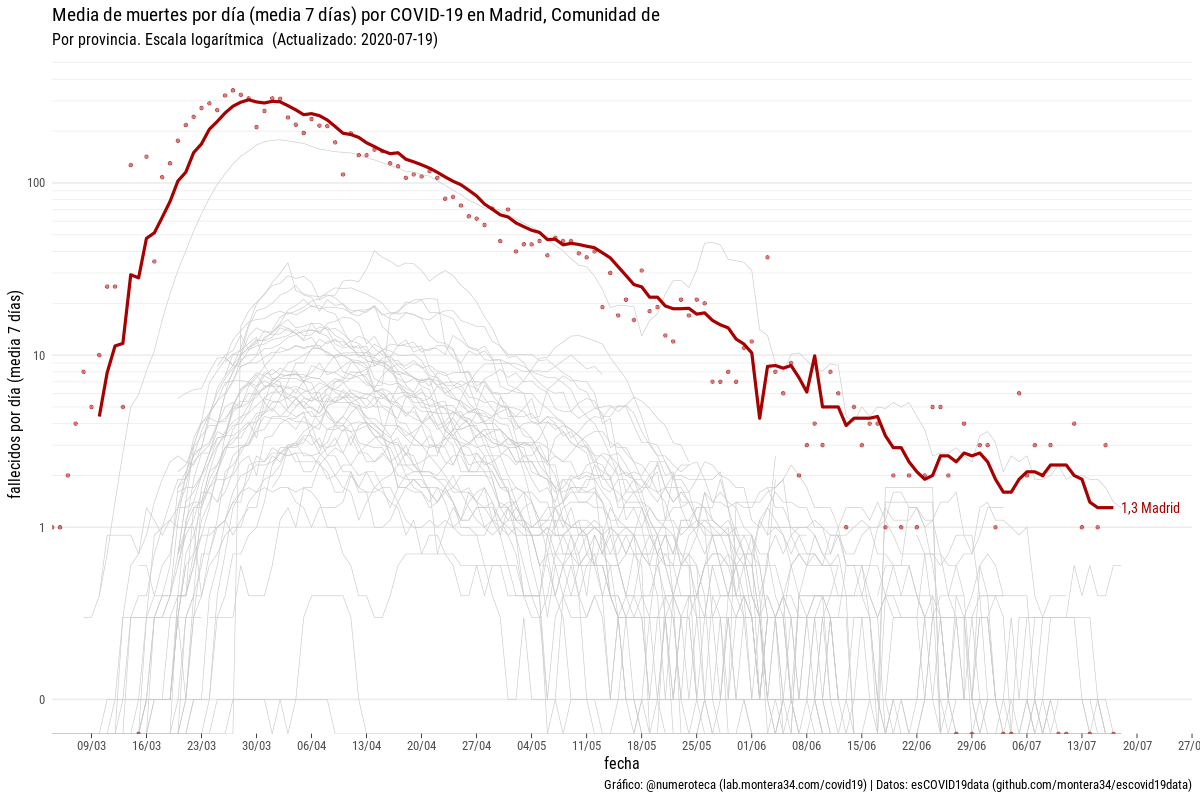 Media de muertes por día (media 7 días) por COVID-19 en Madrid, Comunidad de
Por provincia. Escala logarítmica (Actualizado: 2020-07-19)
fallecidos por día (media 7 días)
100
10
1
0
1,3 Madrid
09/03 16/03 23/03 30/03 06/04 13/04 20/04 27/04 04/05 11/05 18/05 25/05 01/06 08/06 15/06 22/06 29/06 06/07 13/07 20/07 27/0
fecha
Gráfico: @numeroteca (lab.montera34.com/covid19) | Datos: esCOVID19data (github.com/montera34/escovid19data)